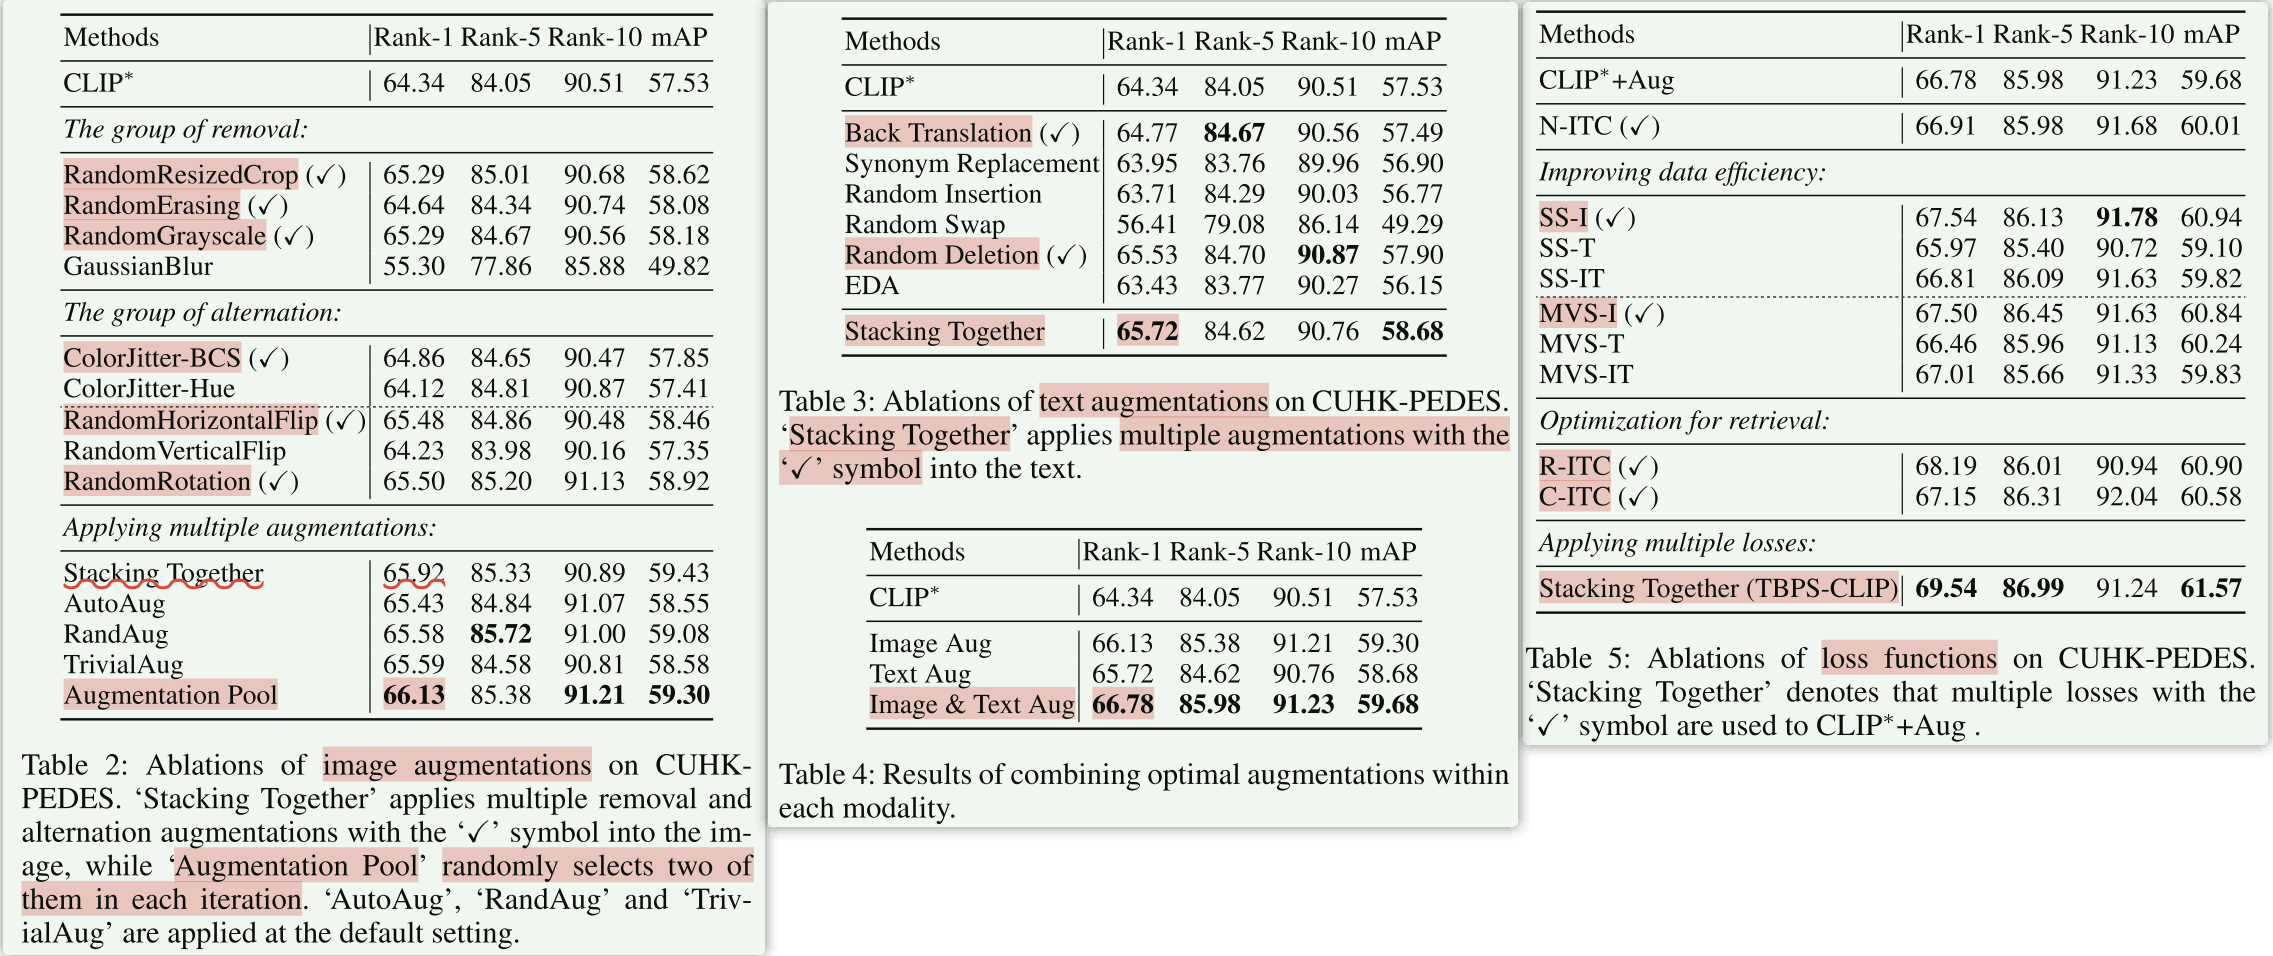 Methods Rank-1 Rank-5 Rank-10 mAP
CLIP* 64.34 84.05 90.51 57.53
The group of removal:
RandomResizedCrop (✓) 65.29 85.01 90.68 58.62
RandomErasing (✓) 64.64 84.34 90.74 58.08
RandomGrayscale (✓) 65.29 84.67 90.56 58.18
GaussianBlur 55.30 77.86 85.88 49.82
The group of alternation:
ColorJitter-BCS (✓) 64.86 84.65 90.47 57.85
ColorJitter-Hue 64.12 84.81 90.87 57.41
RandomHorizontalFlip (✓) 65.48 84.86 90.48 58.46
RandomVerticalFlip 64.23 83.98 90.16 57.35
RandomRotation (✓) 65.50 85.20 91.13 58.92
Applying multiple augmentations:
Stacking Together 65.92 85.33 90.89 59.43
AutoAug 65.43 84.84 91.07 58.55
RandAug 65.58 85.72 91.00 59.08
TrivialAug 65.59 84.58 90.81 58.58
Augmentation Pool 66.13 85.38 91.21 59.30
Table 2: Ablations of image augmentations on CUHK-
PEDES. ‘Stacking Together’ applies multiple removal and
alternation augmentations with the ‘✓’ symbol into the im-
age, while ‘Augmentation Pool’ randomly selects two of
them in each iteration. ‘AutoAug’, ‘RandAug’ and ‘Triv-
ialAug’ are applied at the default setting.
Methods Rank-1 Rank-5 Rank-10 mAP
CLIP* 64.34 84.05 90.51 57.53
Back Translation (✓) 64.77 84.67 90.56 57.49
Synonym Replacement 63.95 83.76 89.96 56.90
Random Insertion 63.71 84.29 90.03 56.77
Random Swap 56.41 79.08 86.14 49.29
Random Deletion (✓) 65.53 84.70 90.87 57.90
EDA 63.43 83.77 90.27 56.15
Stacking Together 65.72 84.62 90.76 58.68
Table 3: Ablations of text augmentations on CUHK-PEDES.
‘Stacking Together’ applies multiple augmentations with the
‘✓’ symbol into the text.
Methods Rank-1 Rank-5 Rank-10 mAP
CLIP* 64.34 84.05 90.51 57.53
Image Aug 66.13 85.38 91.21 59.30
Text Aug 65.72 84.62 90.76 58.68
Image & Text Aug 66.78 85.98 91.23 59.68
Table 4: Results of combining optimal augmentations within
each modality.
Methods Rank-1 Rank-5 Rank-10 mAP
CLIP*+Aug 66.78 85.98 91.23 59.68
N-ITC (✓) 66.91 85.98 91.68 60.01
Improving data efficiency:
SS-I (✓) 67.54 86.13 91.78 60.94
SS-T 65.97 85.40 90.72 59.10
SS-IT 66.81 86.09 91.63 59.82
MVS-I (✓) 67.50 86.45 91.63 60.84
MVS-T 66.46 85.96 91.13 60.24
MVS-IT 67.01 85.66 91.33 59.83
Optimization for retrieval:
R-ITC (✓) 68.19 86.01 90.94 60.90
C-ITC (✓) 67.15 86.31 92.04 60.58
Applying multiple losses:
Stacking Together (TBPS-CLIP) 69.54 86.99 91.24 61.57
Table 5: Ablations of loss functions on CUHK-PEDES.
‘Stacking Together’ denotes that multiple losses with the
‘✓’ symbol are used to CLIP*+Aug .